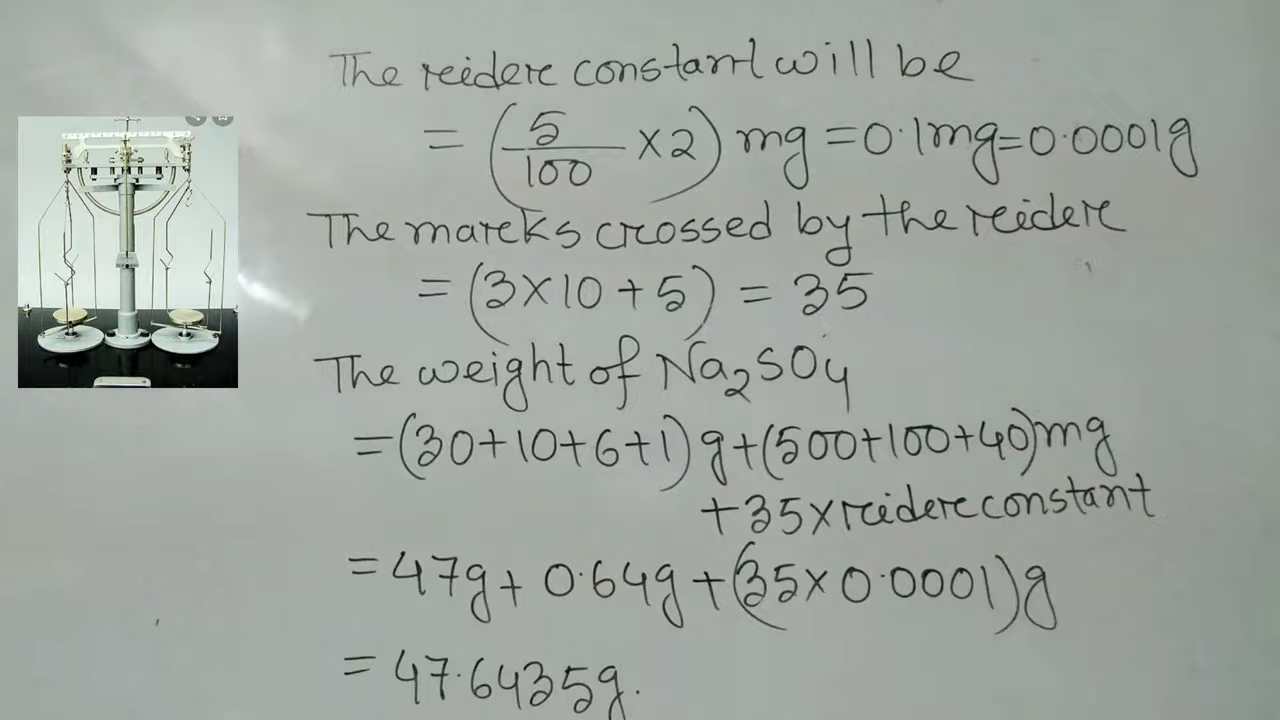 The reidere constant will be
= (5/100 ×2) mg = 0.1mg=0.0001g
The mareks crossed by the reidere
= (3×10+5) = 35
The weight of Na₂SO₄
=(30+10+6+1)g+(500+100+40)mg
+35×reidere constant
=47g+0.64g+(35×0.0001)g
=47.6435g.